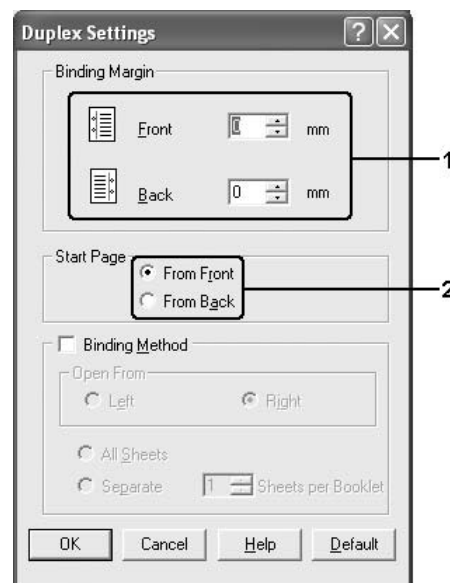 Duplex Settings
Binding Margin
Front 0 mm
1
Back 0 mm
Start Page
From Front
2
From Back
Binding Method
Open From
Left Right
All Sheets
Separate 1 Sheets per Booklet
OK Cancel Help Default